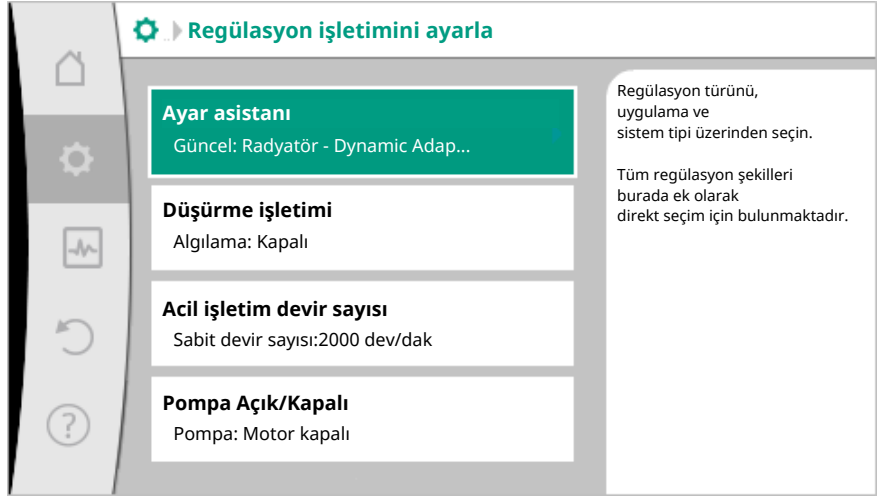 Regülasyon işletimini ayarla
Ayar asistanı
Güncel: Radyatör - Dynamic Adap...
Düşürme işletimi
Algılama: Kapalı
Acil işletim devir sayısı
Sabit devir sayısı:2000 dev/dak
Pompa Açık/Kapalı
Pompa: Motor kapalı
Regülasyon türünü,
uygulama ve
sistem tipi üzerinden seçin.
Tüm regülasyon şekilleri
burada ek olarak
direkt seçim için bulunmaktadır.